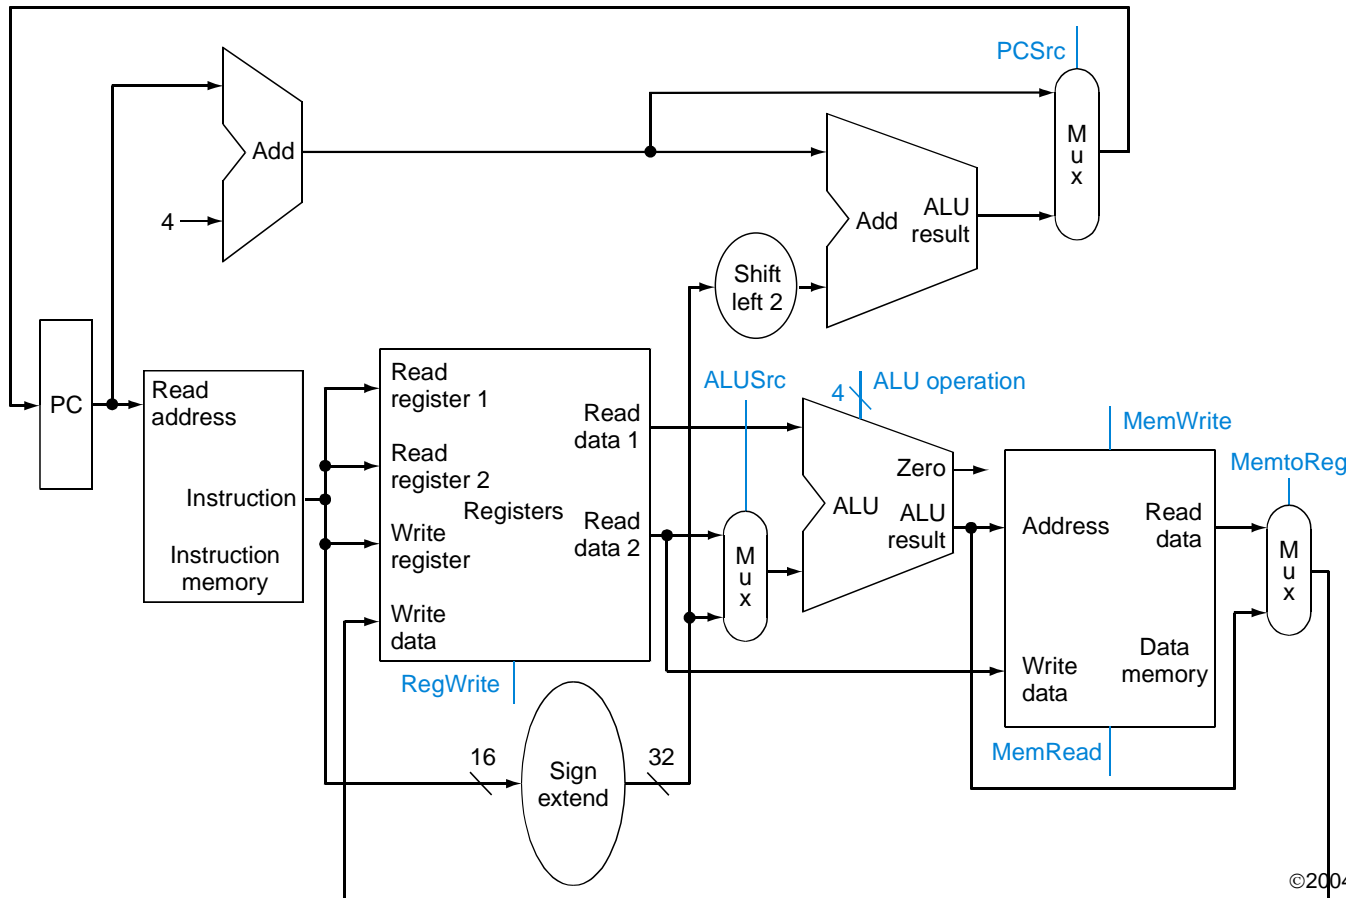 PCSrc
Add
4
Add
ALU
result
M
u
x
Shift
left 2
PC
Read
address
Instruction
Instruction
memory
Read
register 1
Read
register 2
Write
register
Write
data
Registers
Read
data 1
Read
data 2
RegWrite
ALUSrc
M
u
x
4
ALU operation
Zero
ALU
ALU
result
MemWrite
Address
Read
data
Write
data
Data
memory
MemRead
MemtoReg
M
u
x
16
Sign
extend
32
©2004